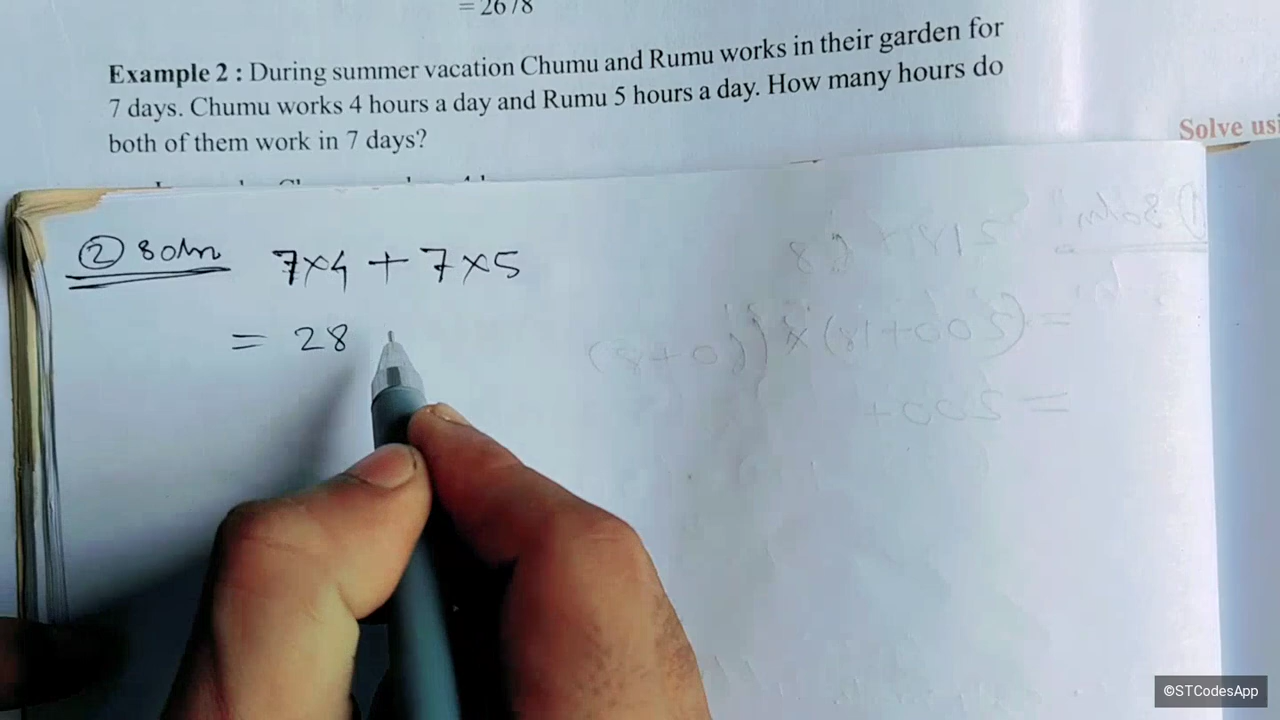 = 2678
Example 2 : During summer vacation Chumu and Rumu works in their garden for
7 days. Chumu works 4 hours a day and Rumu 5 hours a day. How many hours do
both of them work in 7 days?
Solve usi
② Soln 7×4 + 7×5
= 28
©STCodesApp